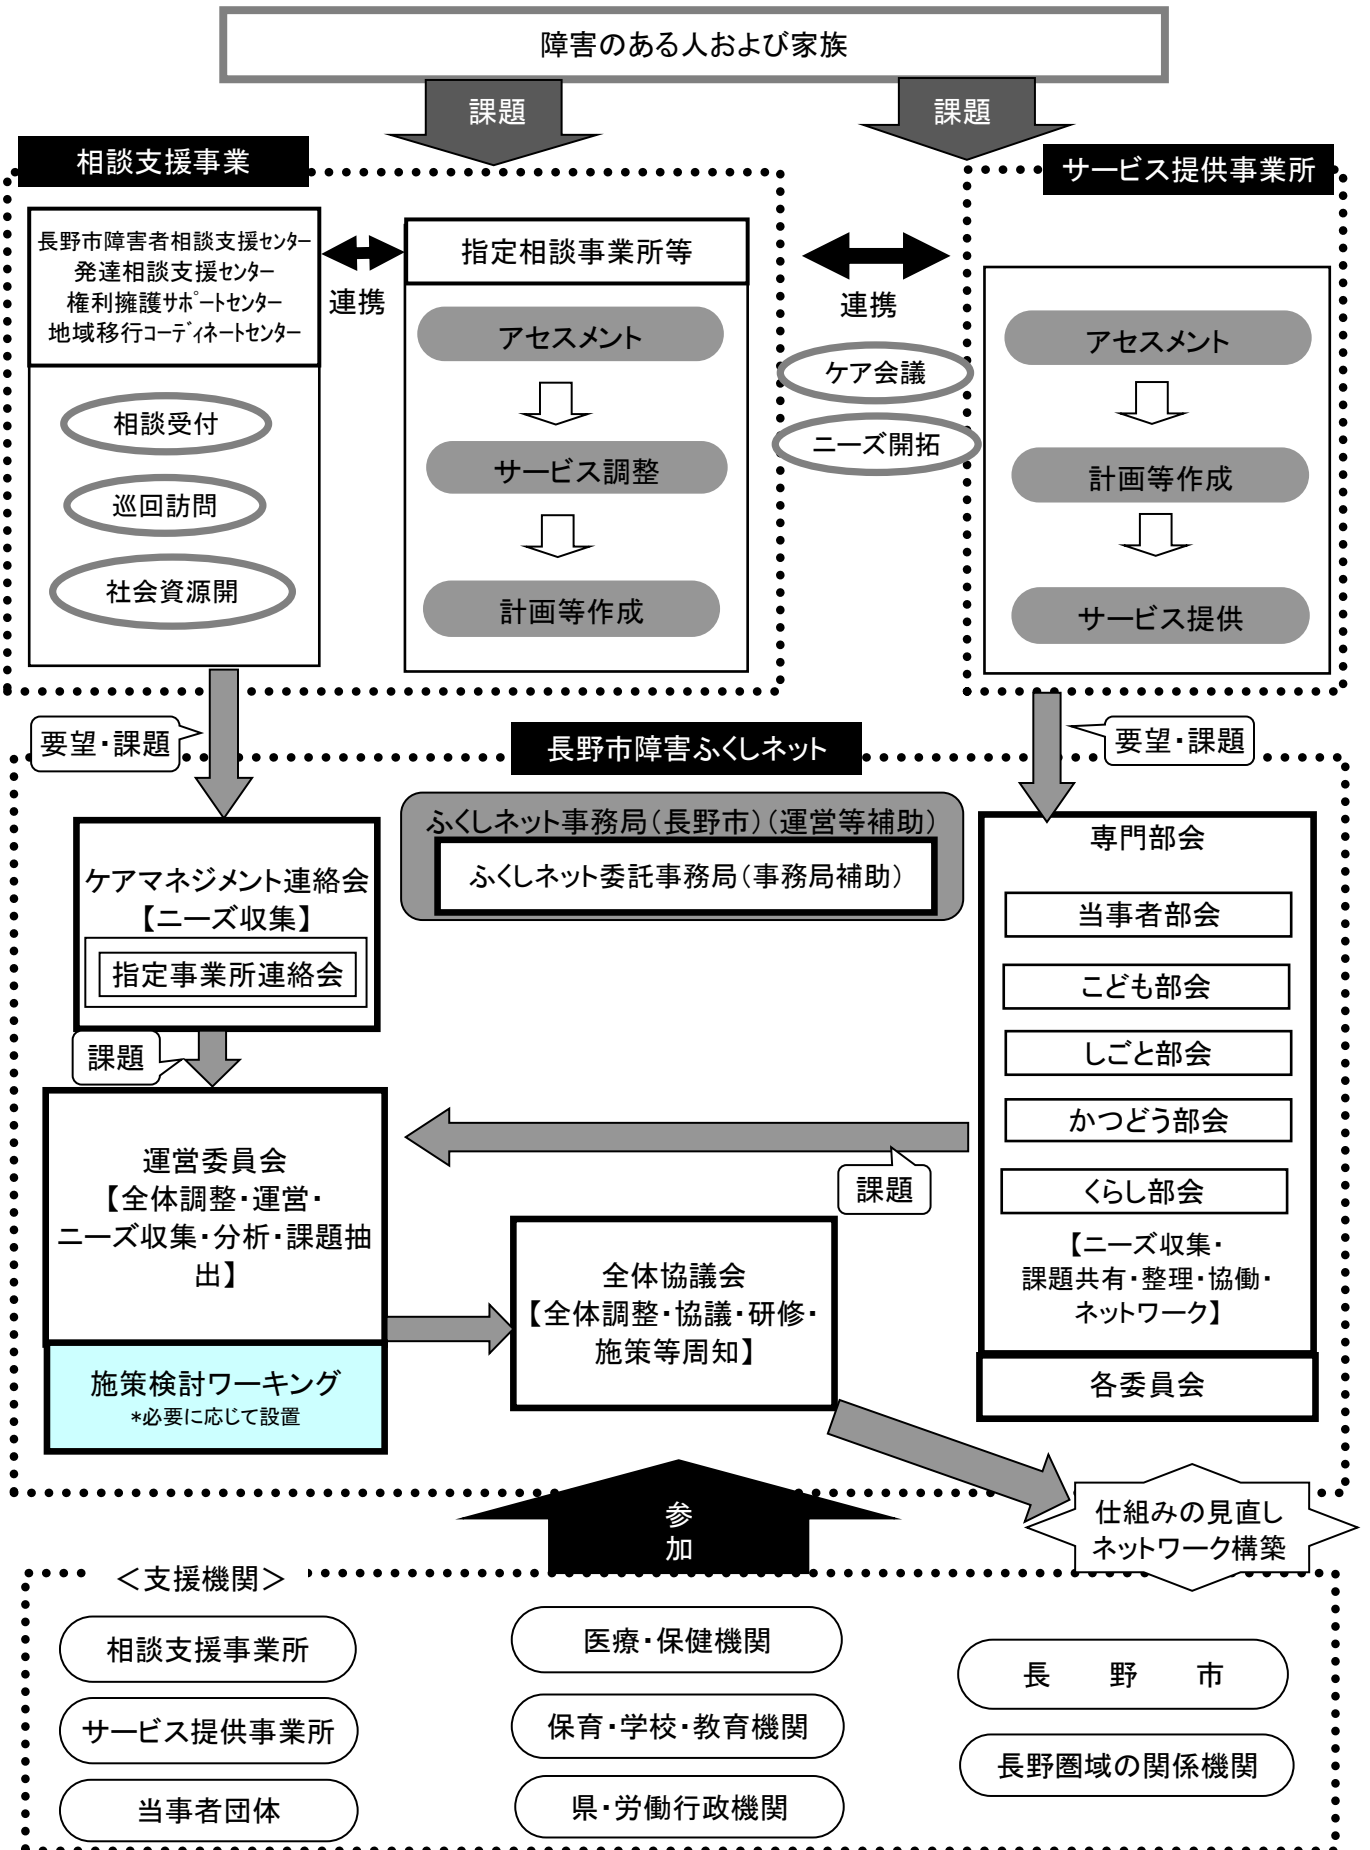 障害のある人および家族
課題
課題
相談支援事業
サービス提供事業所
長野市障害者相談支援ｾﾝﾀｰ
発達相談支援ｾﾝﾀｰ
権利擁護ｻﾎﾟｰﾄｾﾝﾀｰ
地域移行ｺｰﾃﾞｨﾈｰﾄｾﾝﾀｰ
連携
指定相談事業所等
連携
相談受付
巡回訪問
社会資源開
アセスメント
サービス調整
計画等作成
ケア会議
ニーズ開拓
アセスメント
計画等作成
サービス提供
要望・課題
長野市障害ふくしネット
要望・課題
ふくしネット事務局（長野市）（運営等補助）
ふくしネット委託事務局（事務局補助）
ケアマネジメント連絡会
【ニーズ収集】
指定事業所連絡会
課題
運営委員会
【全体調整・運営・
ニーズ収集・分析・課題抽
出】
施策検討ワーキング
*必要に応じて設置
課題
全体協議会
【全体調整・協議・研修・
施策等周知】
専門部会
当事者部会
こども部会
しごと部会
かつどう部会
くらし部会
【ニーズ収集・
課題共有・整理・協働・
ネットワーク】
各委員会
参
加
仕組みの見直し
ネットワーク構築
＜支援機関＞
相談支援事業所
サービス提供事業所
当事者団体
医療・保健機関
保育・学校・教育機関
県・労働行政機関
長　野　市
長野圏域の関係機関